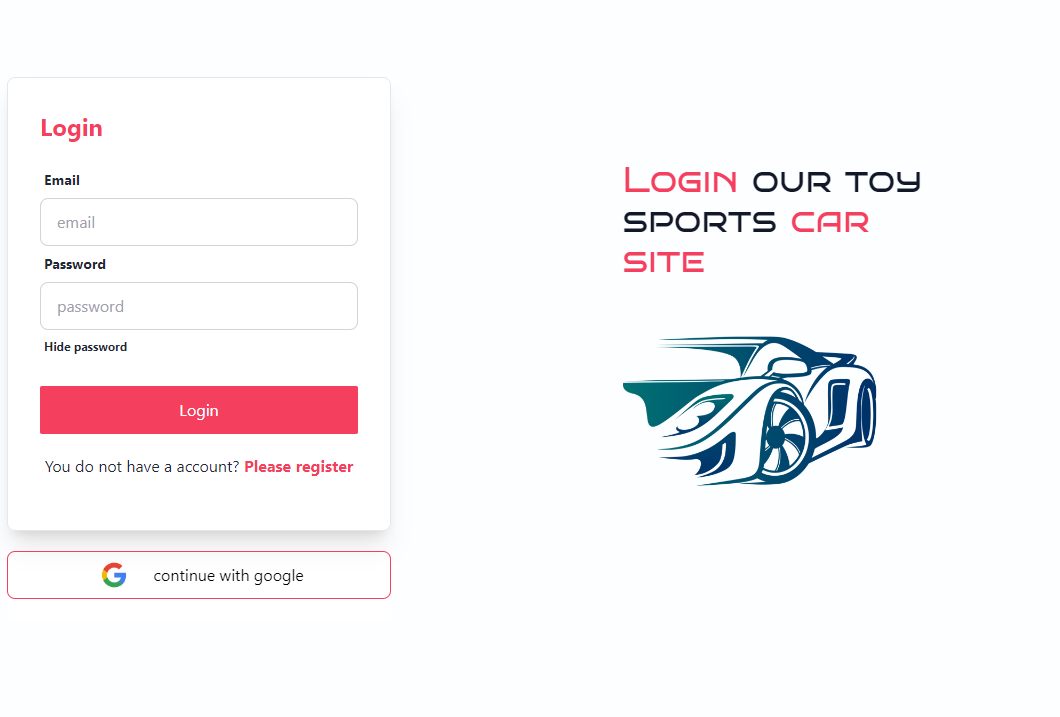 Login
Email
email
Password
password
Hide password
Login
You do not have a account? Please register
continue with google
Login our toy
sports car
site